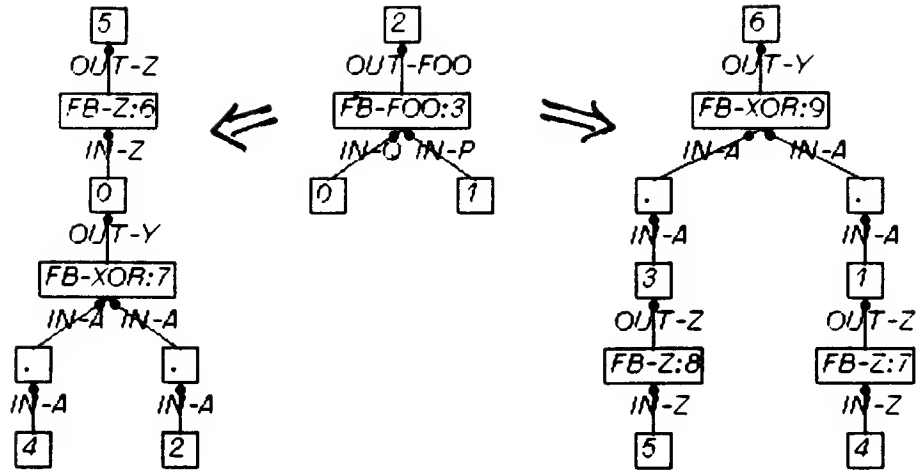 5
OUT-Z
FB-Z:6
IN-Z
0
OUT-Y
FB-XOR:7
IN-A IN-A
. .
IN-A IN-A
4 2
2
OUT-FOO
FB-FOO:3
IN-Q IN-P
0 1
6
OUT-Y
FB-XOR:9
IN-A IN-A
. .
IN-A IN-A
3 1
OUT-Z OUT-Z
FB-Z:8 FB-Z:7
IN-Z IN-Z
5 4